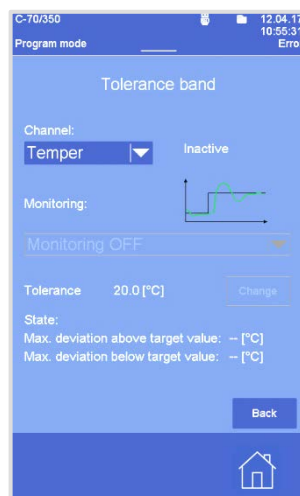 C-70/350
12.04.17
10:55:31
Program mode
Erro
Tolerance band
Channel:
Temper
Inactive
Monitoring:
Monitoring OFF
Tolerance 20.0 [°C] Change
State:
Max. deviation above target value: -- [°C]
Max. deviation below target value: -- [°C]
Back